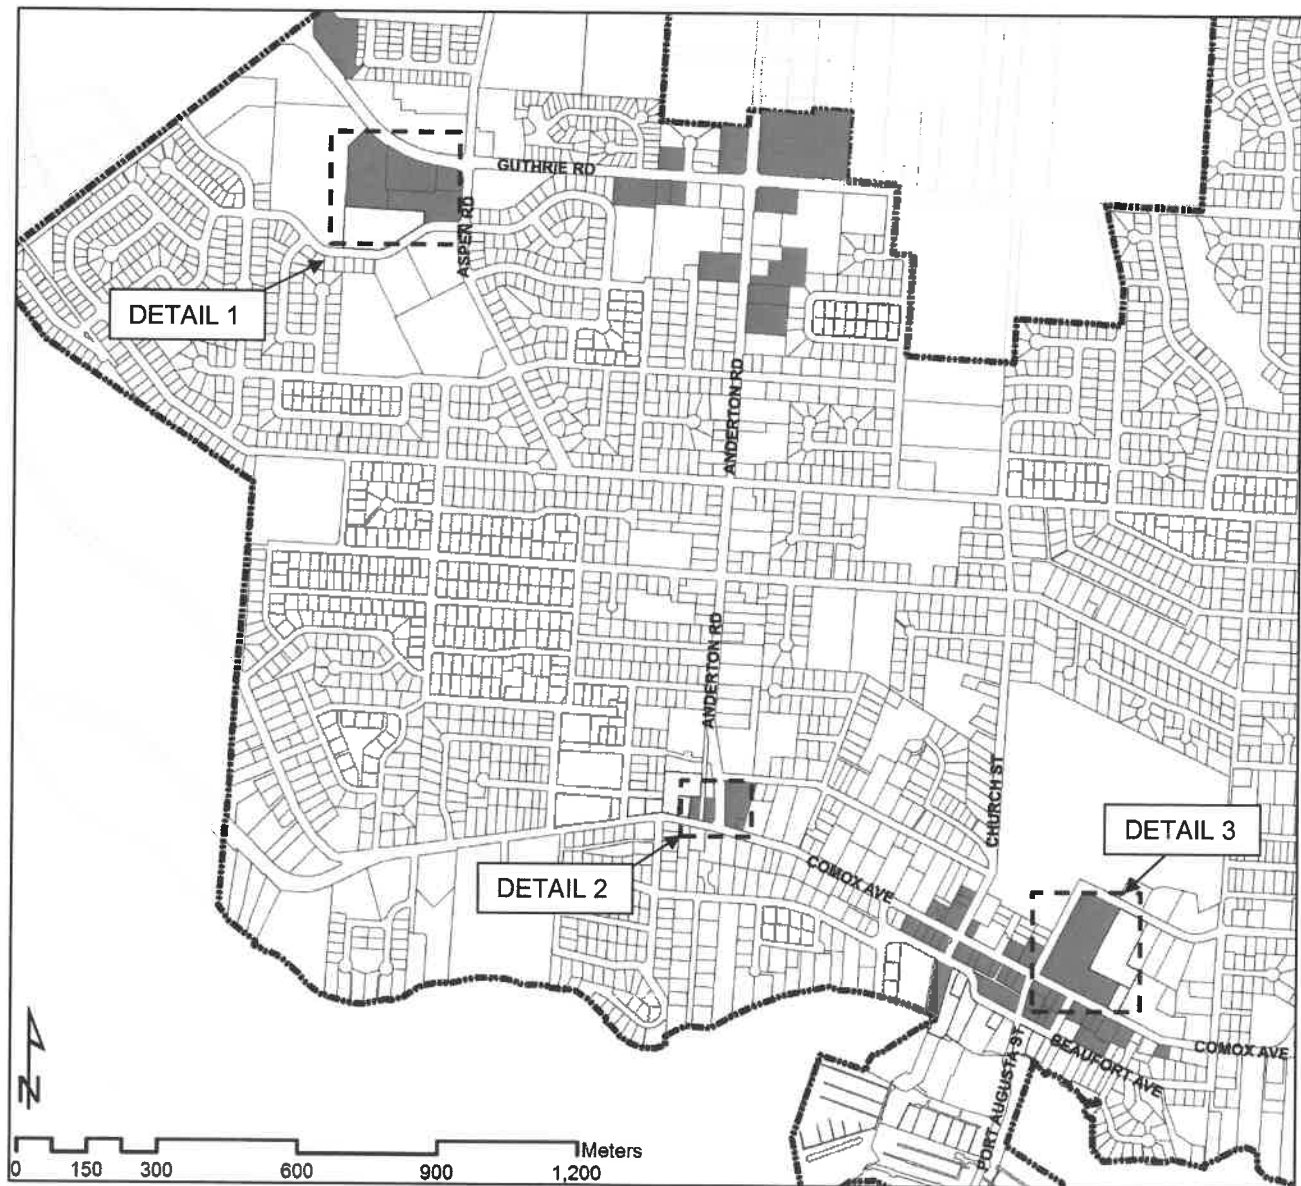 GUTHRIE RD
ASPEN RD
DETAIL 1
ANDERTON RD
ANDERTON RD
CHURCH ST
DETAIL 3
DETAIL 2
COMOX AVE
COMOX AVE
BEAUFORT AVE
PORT AUGUSTA ST
N
Meters
0 150 300 600 900 1,200